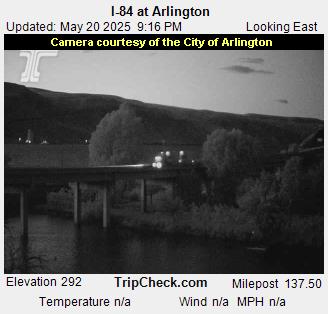 I-84 at Arlington
Updated: May 20 2025 9:16 PM Looking East
Camera courtesy of the City of Arlington
Elevation 292 TripCheck.com Milepost 137.50
Temperature n/a Wind n/a MPH n/a